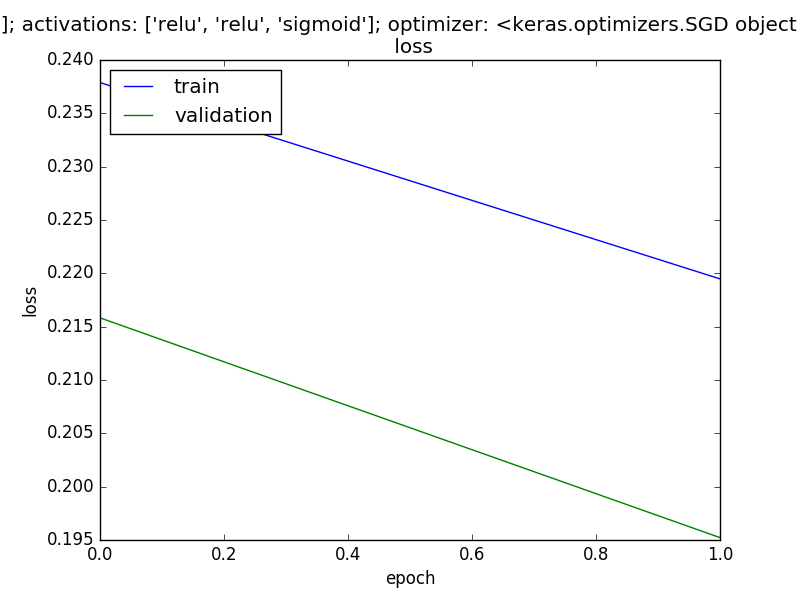 ]; activations: ['relu', 'relu', 'sigmoid']; optimizer: <keras.optimizers.SGD object
loss
train
validation
0.240
0.235
0.230
0.225
0.220
0.215
0.210
0.205
0.200
0.195
loss
0.0 0.2 0.4 0.6 0.8 1.0
epoch